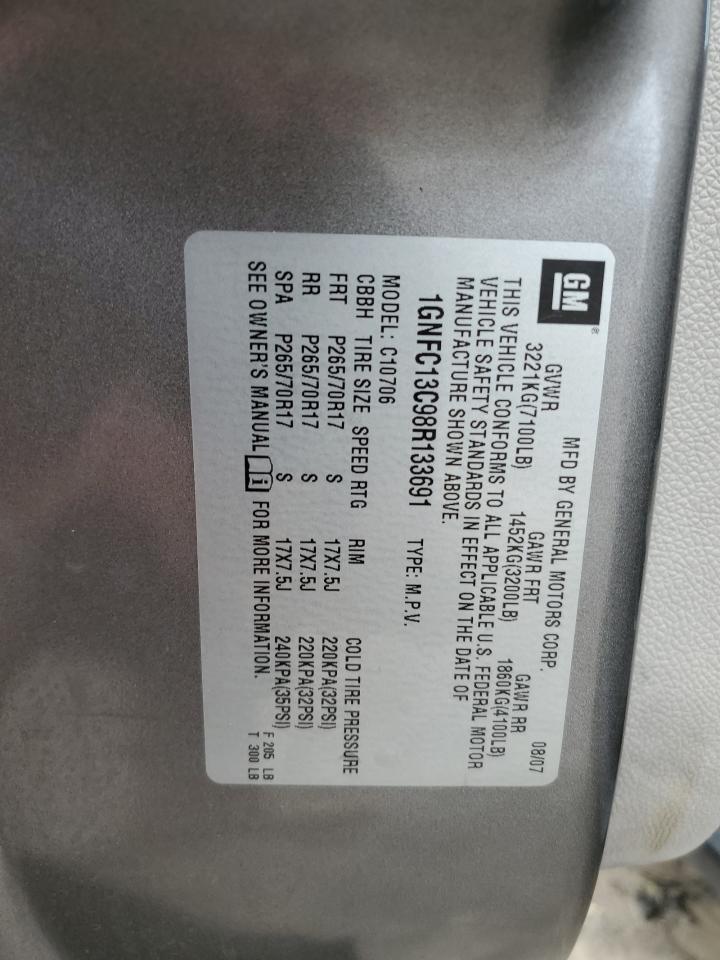 GM® MFD BY GENERAL MOTORS CORP. 08/07
GVWR GAWR FRT GAWR RR
3221KG(7100LB) 1452KG(3200LB) 1860KG(4100LB)
THIS VEHICLE CONFORMS TO ALL APPLICABLE U.S. FEDERAL MOTOR
VEHICLE SAFETY STANDARDS IN EFFECT ON THE DATE OF
MANUFACTURE SHOWN ABOVE.
1GNFC13C98R133691 TYPE: M.P.V.
MODEL: C10706
CBBH TIRE SIZE SPEED RTG RIM COLD TIRE PRESSURE
FRT P265/70R17 S 17X7.5J 220KPA(32PSI)
RR P265/70R17 S 17X7.5J 220KPA(32PSI)
SPA P265/70R17 S 17X7.5J 240KPA(35PSI)
SEE OWNER'S MANUAL i FOR MORE INFORMATION.
F 205 LB
T 300 LB